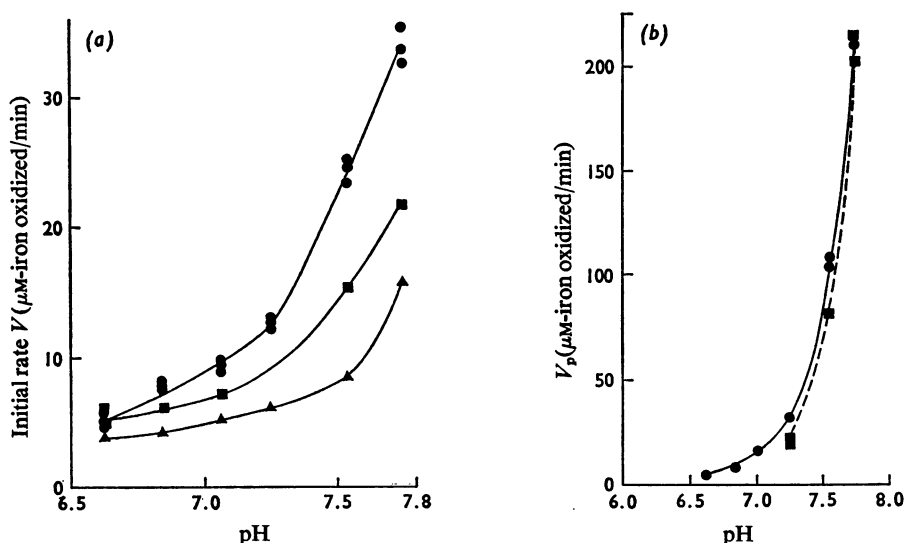 (a)
Initial rate V (μM-iron oxidized/min)
30
20
10
0
6.5 7.0 7.5 7.8
pH
(b)
Vp (μM-iron oxidized/min)
200
150
100
50
0
6.0 6.5 7.0 7.5 8.0
pH